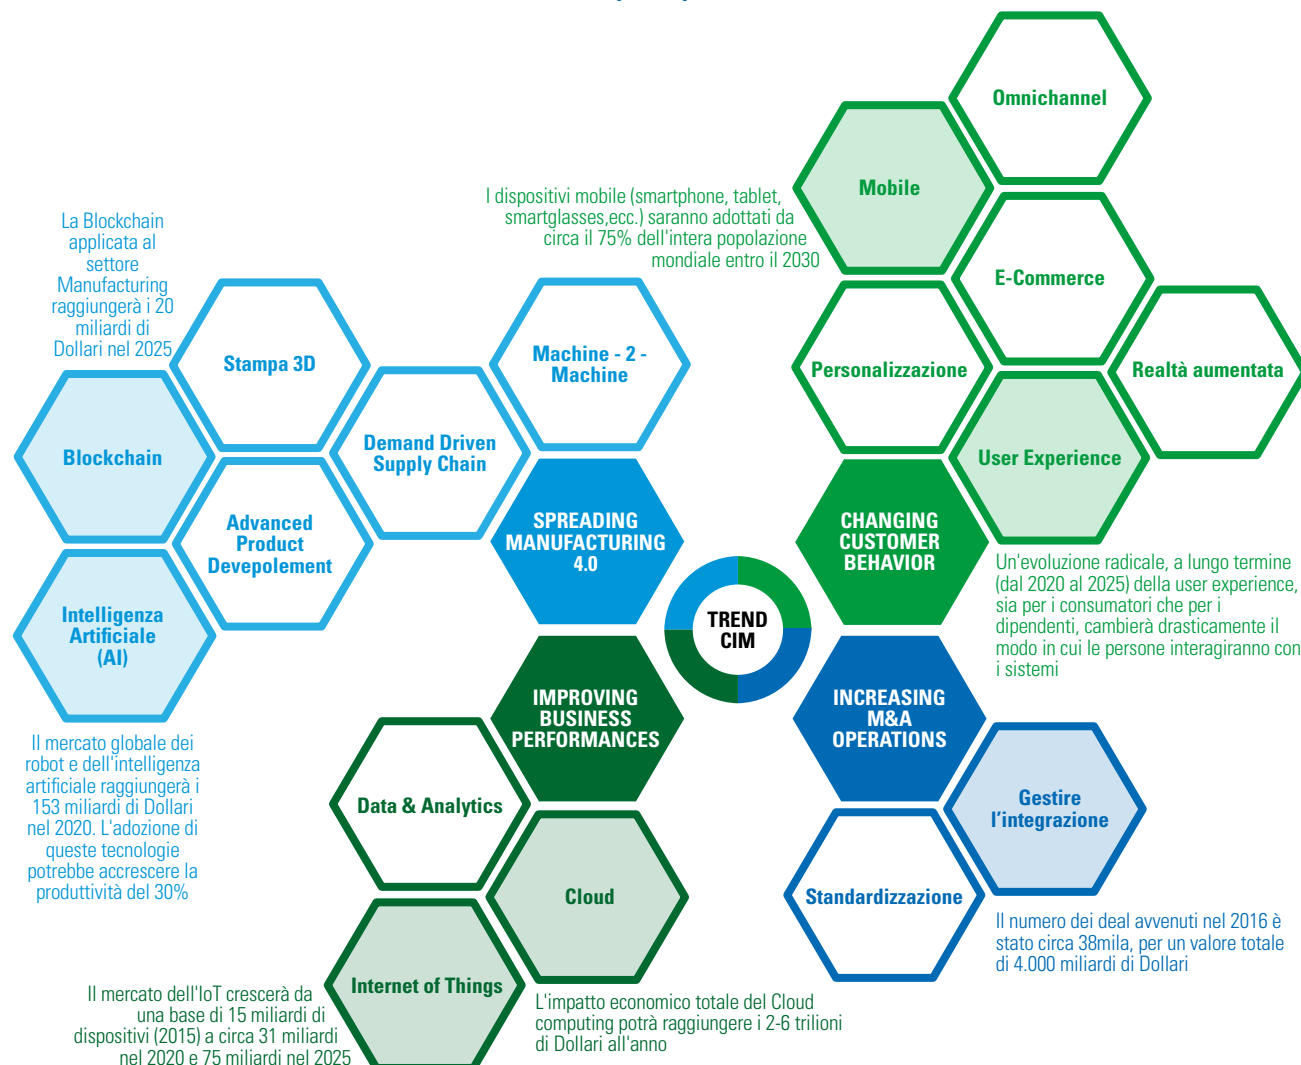 Omnichannel
Mobile
I dispositivi mobile (smartphone, tablet,
smartglasses,ecc.) saranno adottati da
circa il 75% dell'intera popolazione
mondiale entro il 2030
E-Commerce
Personalizzazione
Realtà aumentata
User Experience
CHANGING
CUSTOMER
BEHAVIOR
Un'evoluzione radicale, a lungo termine
(dal 2020 al 2025) della user experience,
sia per i consumatori che per i
dipendenti, cambierà drasticamente il
modo in cui le persone interagiranno con
i sistemi
La Blockchain
applicata al
settore
Manufacturing
raggiungerà i 20
miliardi di
Dollari nel 2025
Stampa 3D
Machine - 2 -
Machine
Blockchain
Demand Driven
Supply Chain
Advanced
Product
Devepolement
SPREADING
MANUFACTURING
4.0
Intelligenza
Artificiale
(AI)
Il mercato globale dei
robot e dell'intelligenza
artificiale raggiungerà i
153 miliardi di Dollari
nel 2020. L'adozione di
queste tecnologie
potrebbe accrescere la
produttività del 30%
TREND
CIM
IMPROVING
BUSINESS
PERFORMANCES
Data & Analytics
Cloud
Internet of Things
Il mercato dell'IoT crescerà da
una base di 15 miliardi di
dispositivi (2015) a circa 31 miliardi
nel 2020 e 75 miliardi nel 2025
L'impatto economico totale del Cloud
computing potrà raggiungere i 2-6 trilioni
di Dollari all'anno
INCREASING
M&A
OPERATIONS
Gestire
l’integrazione
Standardizzazione
Il numero dei deal avvenuti nel 2016 è
stato circa 38mila, per un valore totale
di 4.000 miliardi di Dollari